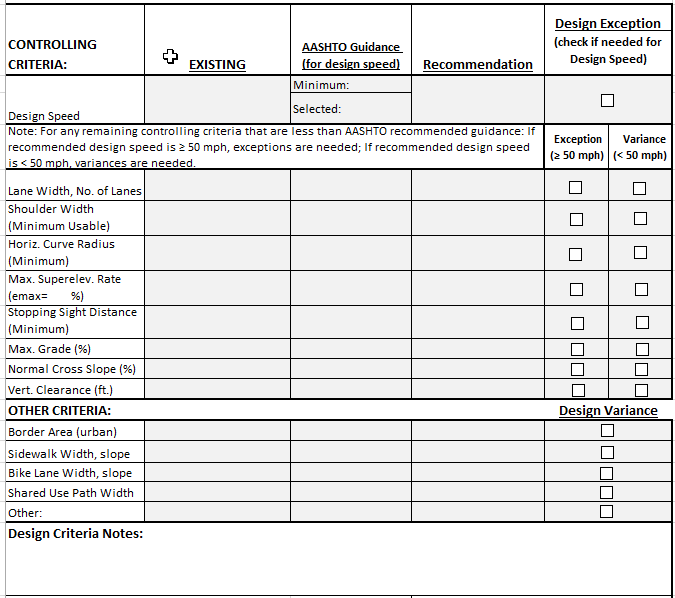 Design Exception
(check if needed for
Design Speed)
CONTROLLING
CRITERIA:
EXISTING
AASHTO Guidance
(for design speed)
Recommendation
Minimum:
Selected:
Design Speed
Note: For any remaining controlling criteria that are less than AASHTO recommended guidance: If
recommended design speed is ≥ 50 mph, exceptions are needed; If recommended design speed
is < 50 mph, variances are needed.
Exception
(≥ 50 mph)
Variance
(< 50 mph)
Lane Width, No. of Lanes
Shoulder Width
(Minimum Usable)
Horiz. Curve Radius
(Minimum)
Max. Superelev. Rate
(emax= %)
Stopping Sight Distance
(Minimum)
Max. Grade (%)
Normal Cross Slope (%)
Vert. Clearance (ft.)
OTHER CRITERIA:
Design Variance
Border Area (urban)
Sidewalk Width, slope
Bike Lane Width, slope
Shared Use Path Width
Other:
Design Criteria Notes: